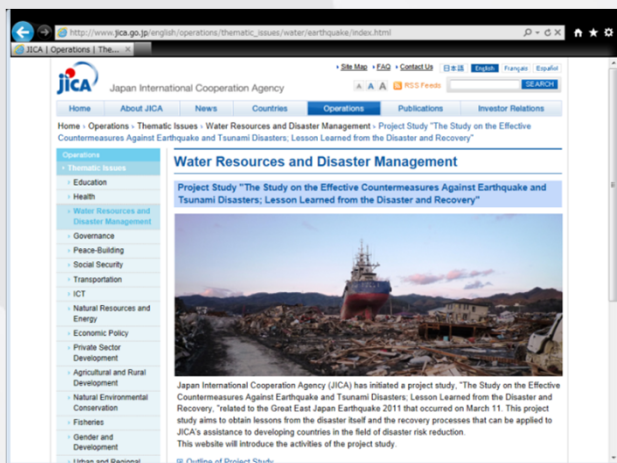 http://www.jica.go.jp/english/operations/thematic_issues/water/earthquake/index.html
JICA | Operations | The...
Site Map FAQ Contact Us 日本語 English Français Español
jica Japan International Cooperation Agency
A A A RSS Feeds SEARCH
Home About JICA News Countries Operations Publications Investor Relations
Home › Operations › Thematic Issues › Water Resources and Disaster Management › Project Study "The Study on the Effective
Countermeasures Against Earthquake and Tsunami Disasters; Lesson Learned from the Disaster and Recovery"
Operations
Thematic Issues
Education
Health
Water Resources and
Disaster Management
Governance
Peace-Building
Social Security
Transportation
ICT
Natural Resources and
Energy
Economic Policy
Private Sector
Development
Agricultural and Rural
Development
Natural Environmental
Conservation
Fisheries
Gender and
Development
Urban and Regional
Water Resources and Disaster Management
Project Study "The Study on the Effective Countermeasures Against Earthquake and
Tsunami Disasters; Lesson Learned from the Disaster and Recovery"
Japan International Cooperation Agency (JICA) has initiated a project study, "The Study on the Effective
Countermeasures Against Earthquake and Tsunami Disasters; Lesson Learned from the Disaster and
Recovery, "related to the Great East Japan Earthquake 2011 that occurred on March 11. This project
study aims to obtain lessons from the disaster itself and the recovery processes that can be applied to
JICA's assistance to developing countries in the field of disaster risk reduction.
This website will introduce the activities of the project study.
Outline of Project Study